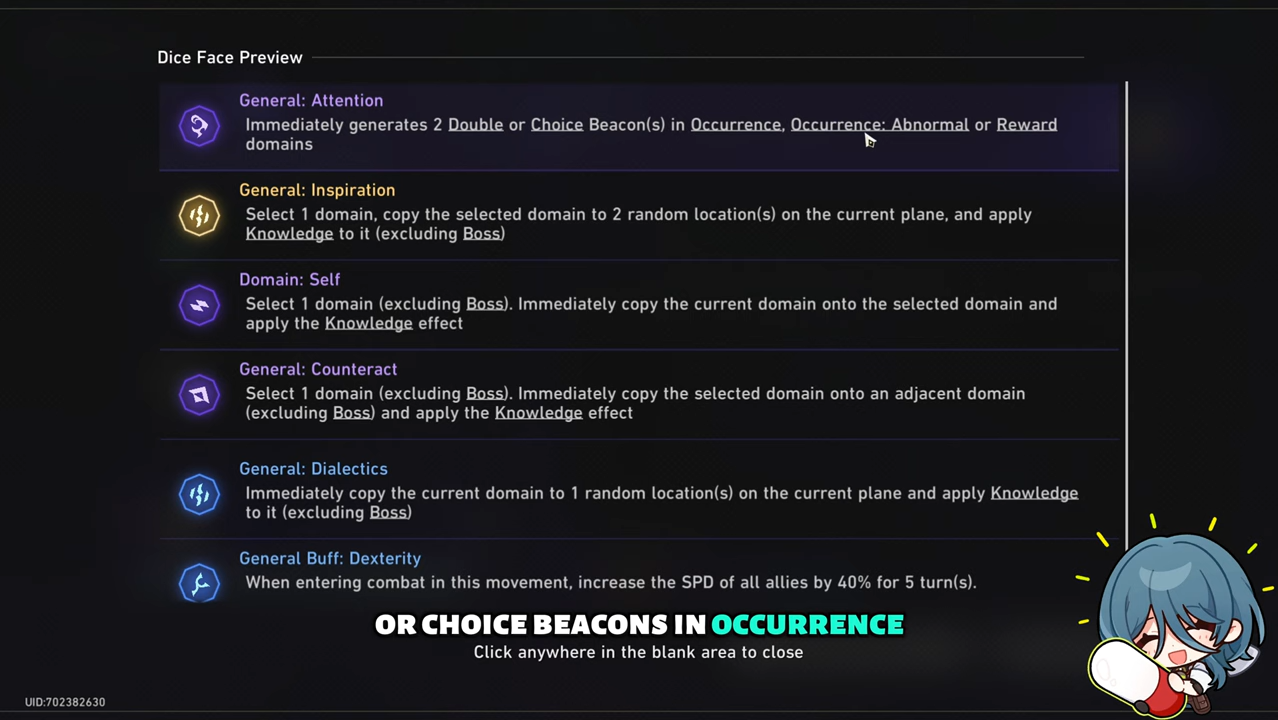 Dice Face Preview
General: Attention
Immediately generates 2 Double or Choice Beacon(s) in Occurrence, Occurrence: Abnormal or Reward
domains
General: Inspiration
Select 1 domain, copy the selected domain to 2 random location(s) on the current plane, and apply
Knowledge to it (excluding Boss)
Domain: Self
Select 1 domain (excluding Boss). Immediately copy the current domain onto the selected domain and
apply the Knowledge effect
General: Counteract
Select 1 domain (excluding Boss). Immediately copy the selected domain onto an adjacent domain
(excluding Boss) and apply the Knowledge effect
General: Dialectics
Immediately copy the current domain to 1 random location(s) on the current plane and apply Knowledge
to it (excluding Boss)
General Buff: Dexterity
When entering combat in this movement, increase the SPD of all allies by 40% for 5 turn(s).
OR CHOICE BEACONS IN OCCURRENCE
Click anywhere in the blank area to close
UID:702382630